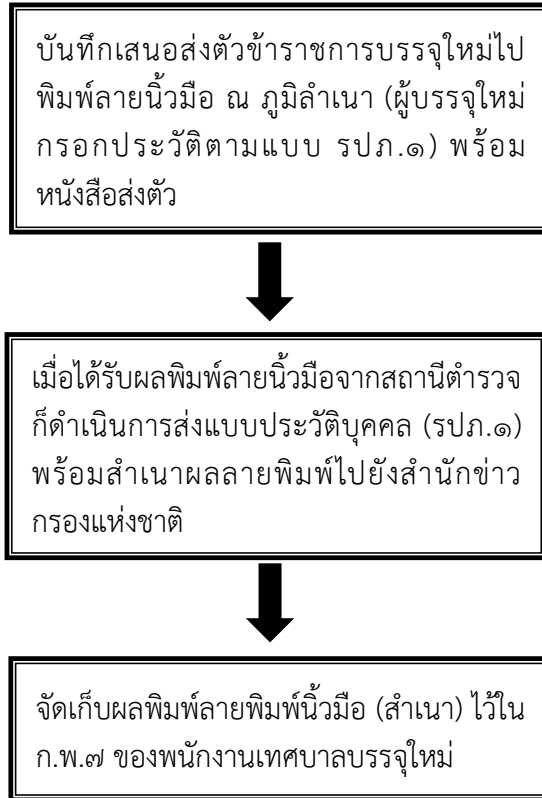 บันทึกเสนอส่งตัวข้าราชการบรรจุใหม่ไป
พิมพ์ลายนิ้วมือ ณ ภูมิลำเนา (ผู้บรรจุใหม่
กรอกประวัติตามแบบ รปภ.๑) พร้อม
หนังสือส่งตัว
เมื่อได้รับผลพิมพ์ลายนิ้วมือจากสถานีตำรวจ
ก็ดำเนินการส่งแบบประวัติบุคคล (รปภ.๑)
พร้อมสำเนาผลลายพิมพ์ไปยังสำนักข่าว
กรองแห่งชาติ
จัดเก็บผลพิมพ์ลายพิมพ์นิ้วมือ (สำเนา) ไว้ใน
ก.พ.๗ ของพนักงานเทศบาลบรรจุใหม่